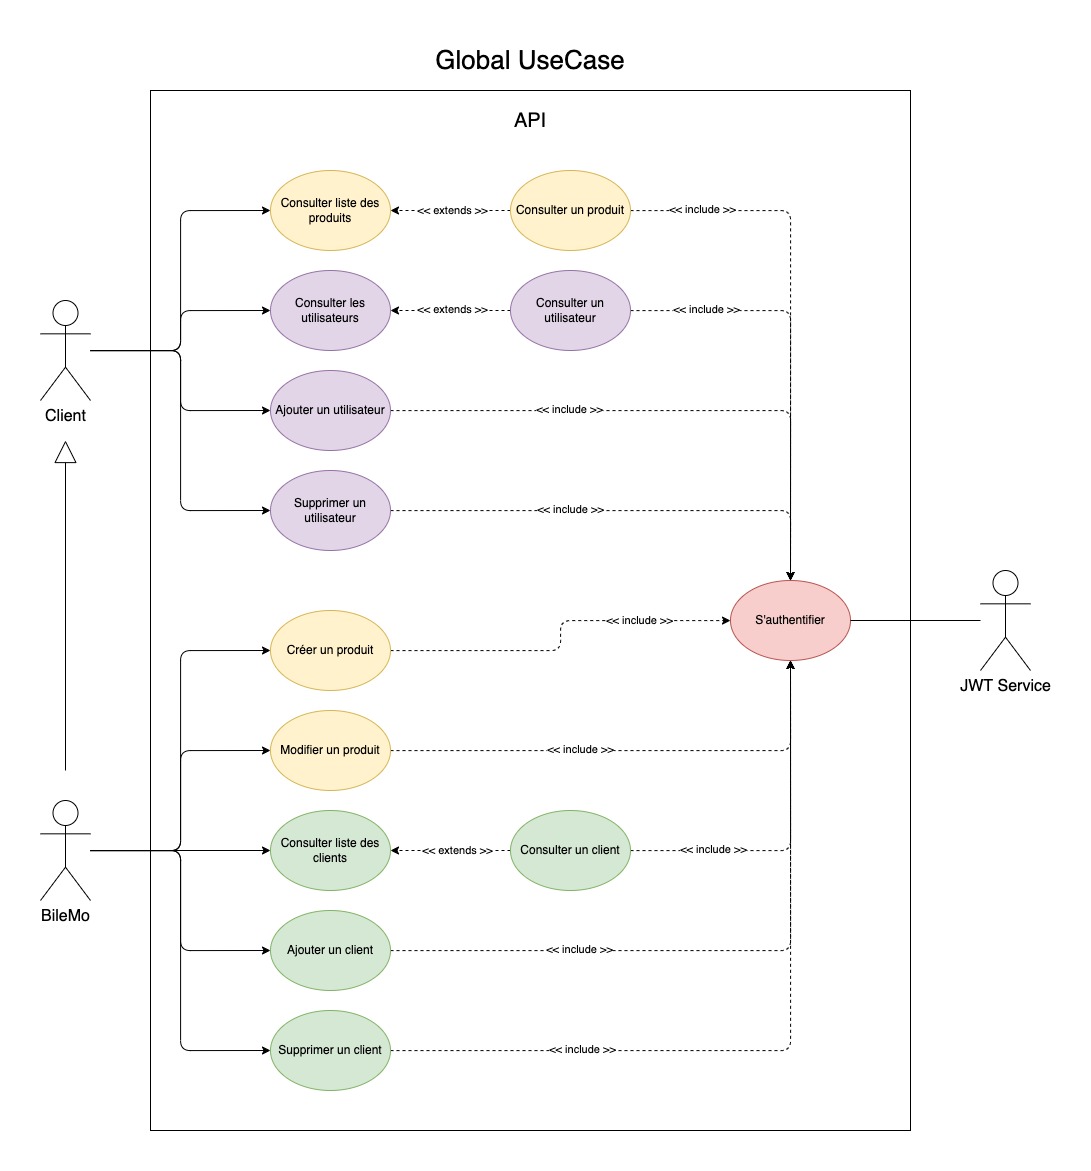 Global UseCase
API
Consulter liste des
produits
<< extends >>
Consulter un produit
<< include >>
Consulter les
utilisateurs
<< extends >>
Consulter un
utilisateur
<< include >>
Client
Ajouter un utilisateur
<< include >>
Supprimer un
utilisateur
<< include >>
Créer un produit
<< include >>
S'authentifier
JWT Service
Modifier un produit
<< include >>
Consulter liste des
clients
<< extends >>
Consulter un client
<< include >>
BileMo
Ajouter un client
<< include >>
Supprimer un client
<< include >>